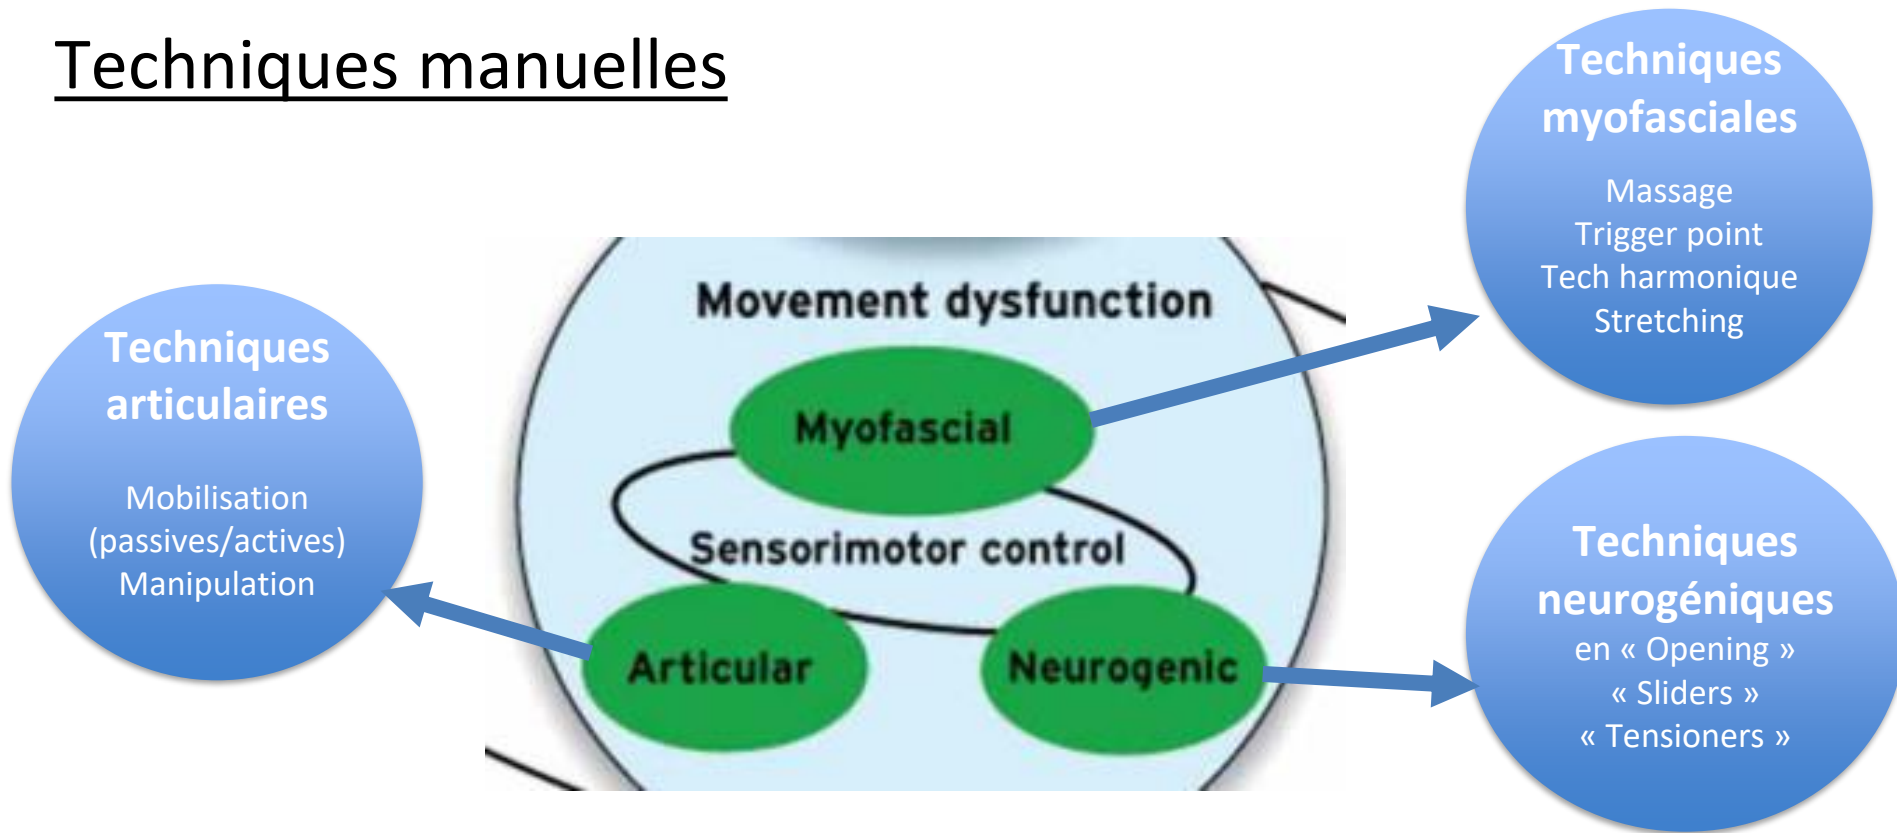 Techniques manuelles
Techniques
myofasciales
Massage
Trigger point
Tech harmonique
Stretching
Techniques
articulaires
Mobilisation
(passives/actives)
Manipulation
Movement dysfunction
Myofascial
Sensorimotor control
Articular
Neurogenic
Techniques
neurogéniques
en « Opening »
« Sliders »
« Tensioners »